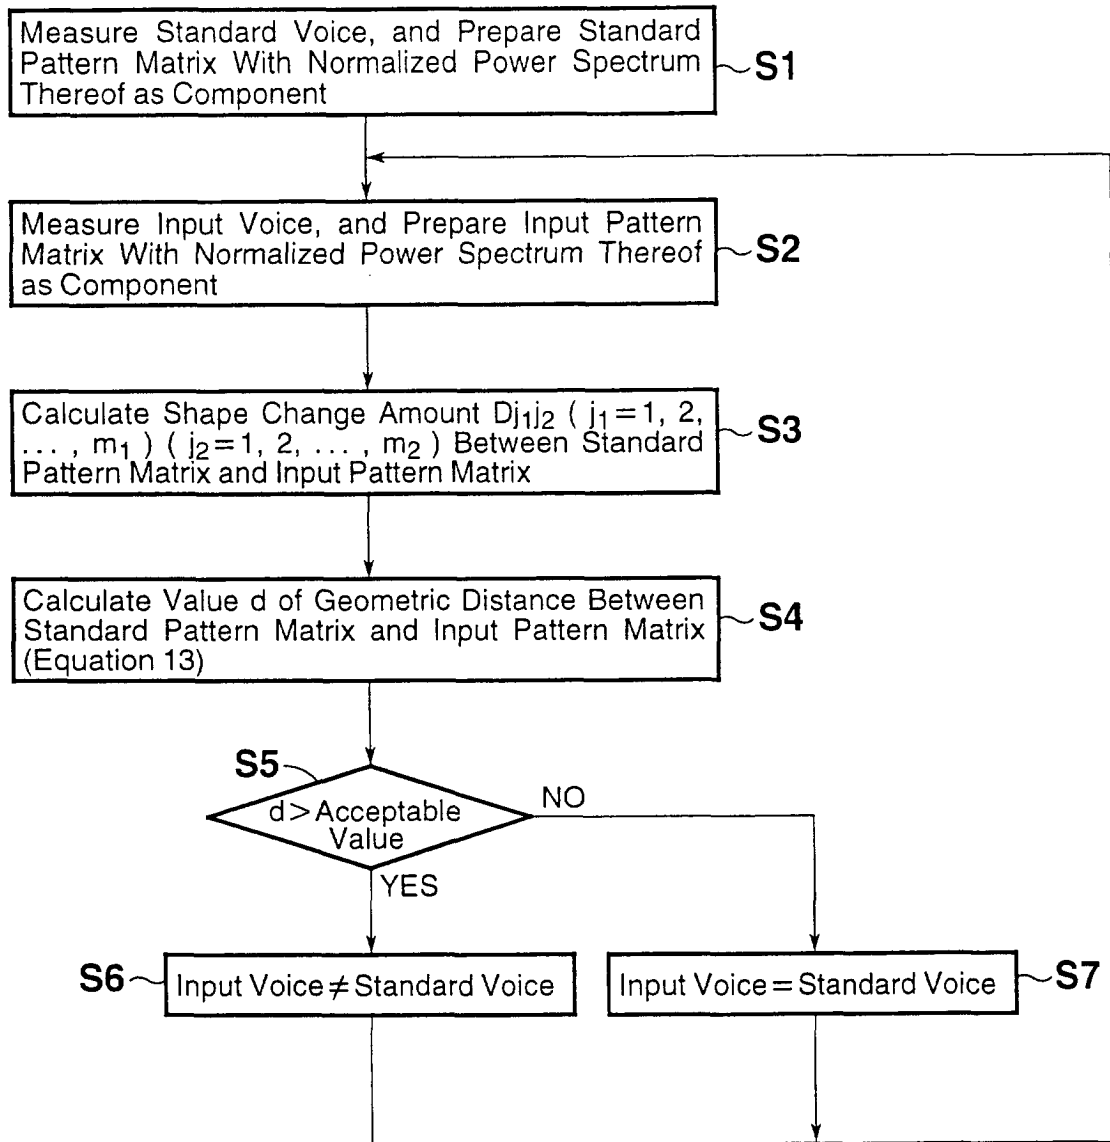 Measure Standard Voice, and Prepare Standard
Pattern Matrix With Normalized Power Spectrum
Thereof as Component
S1
Measure Input Voice, and Prepare Input Pattern
Matrix With Normalized Power Spectrum Thereof
as Component
S2
Calculate Shape Change Amount Dj₁j₂ ( j₁=1, 2,
... , m₁ ) ( j₂=1, 2, ... , m₂ ) Between Standard
Pattern Matrix and Input Pattern Matrix
S3
Calculate Value d of Geometric Distance Between
Standard Pattern Matrix and Input Pattern Matrix
(Equation 13)
S4
S5
d>Acceptable
Value
NO
YES
S6
Input Voice≠Standard Voice
Input Voice=Standard Voice
S7